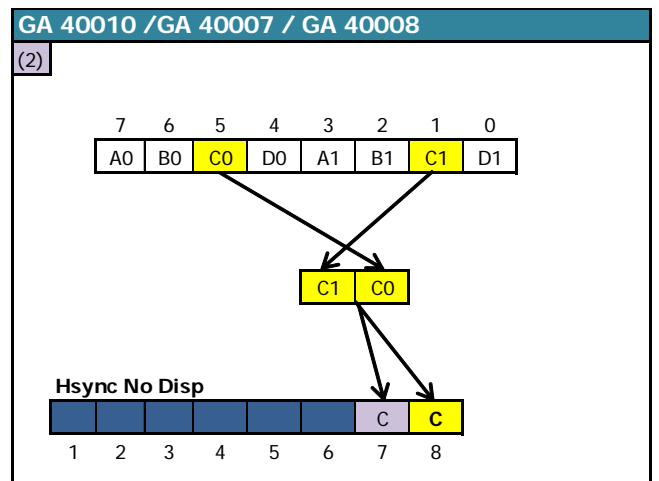 GA 40010 /GA 40007 / GA 40008
(2)
7 6 5 4 3 2 1 0
A0 B0 C0 D0 A1 B1 C1 D1
C1 C0
Hsync No Disp
C C
1 2 3 4 5 6 7 8